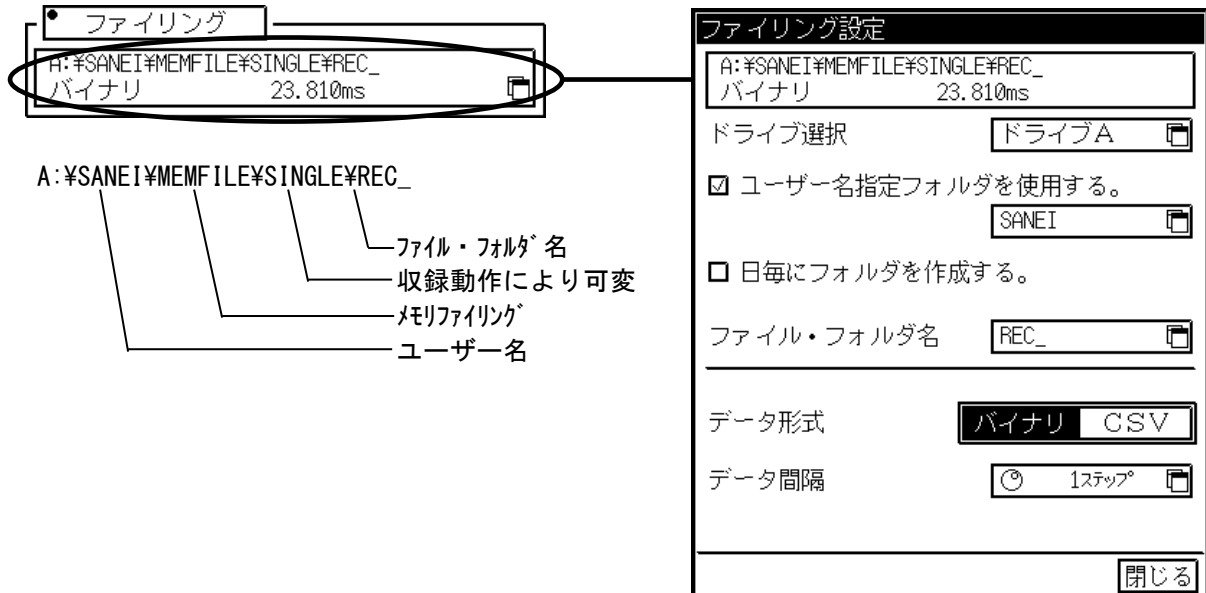 ファイリング
A:¥SANEI¥MEMFILE¥SINGLE¥REC_
バイナリ 23.810ms
A:¥SANEI¥MEMFILE¥SINGLE¥REC_
ﾌｧｲﾙ・ﾌｫﾙﾀﾞ名
収録動作により可変
ﾒﾓﾘﾌｧｲﾘﾝｸﾞ
ユーザー名
ファイリング設定
A:¥SANEI¥MEMFILE¥SINGLE¥REC_
バイナリ 23.810ms
ドライブ選択 ドライブA
☑ ユーザー名指定フォルダを使用する。
SANEI
□ 日毎にフォルダを作成する。
ファイル・フォルダ名 REC_
データ形式 バイナリ ＣＳＶ
データ間隔 1ｽﾃｯﾌﾟ
閉じる